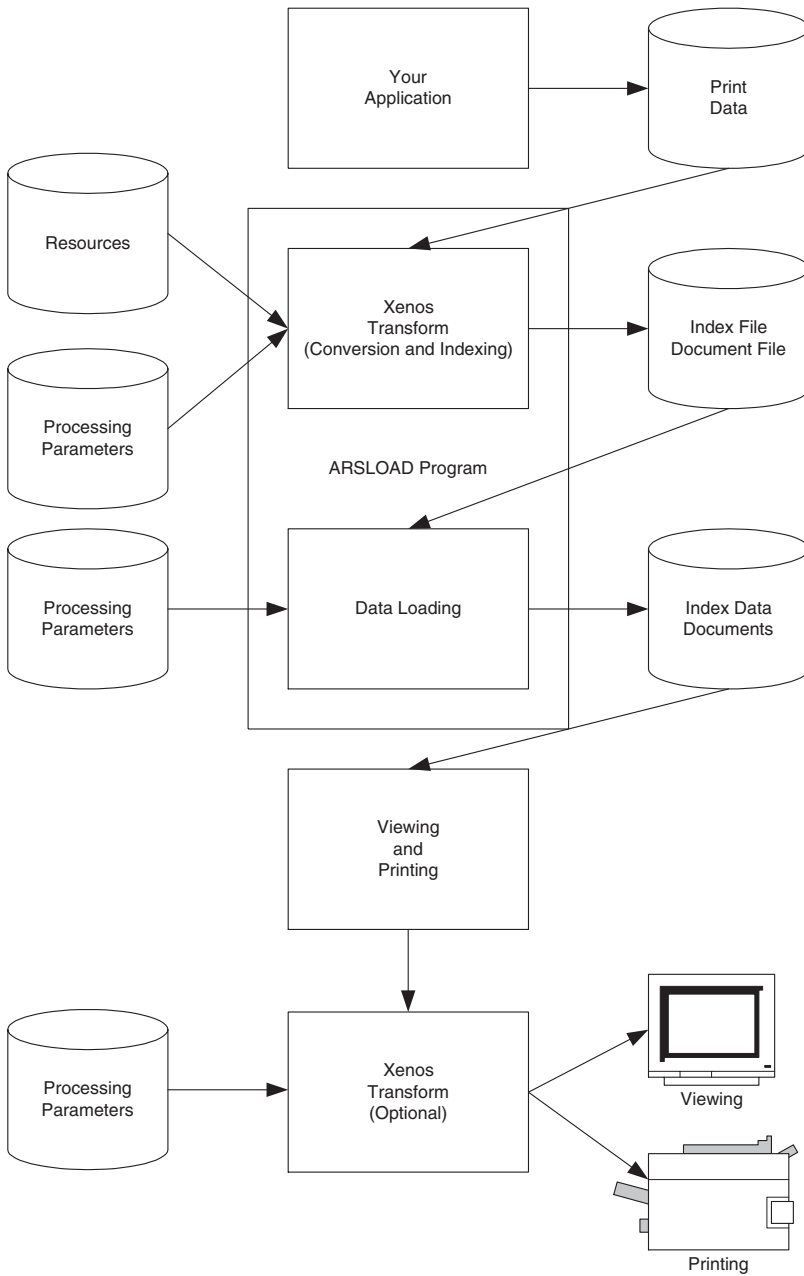 Your
Application
Print
Data
Resources
Xenos
Transform
(Conversion and Indexing)
Index File
Document File
Processing
Parameters
ARSLOAD Program
Processing
Parameters
Data Loading
Index Data
Documents
Viewing
and
Printing
Processing
Parameters
Xenos
Transform
(Optional)
Viewing
Printing